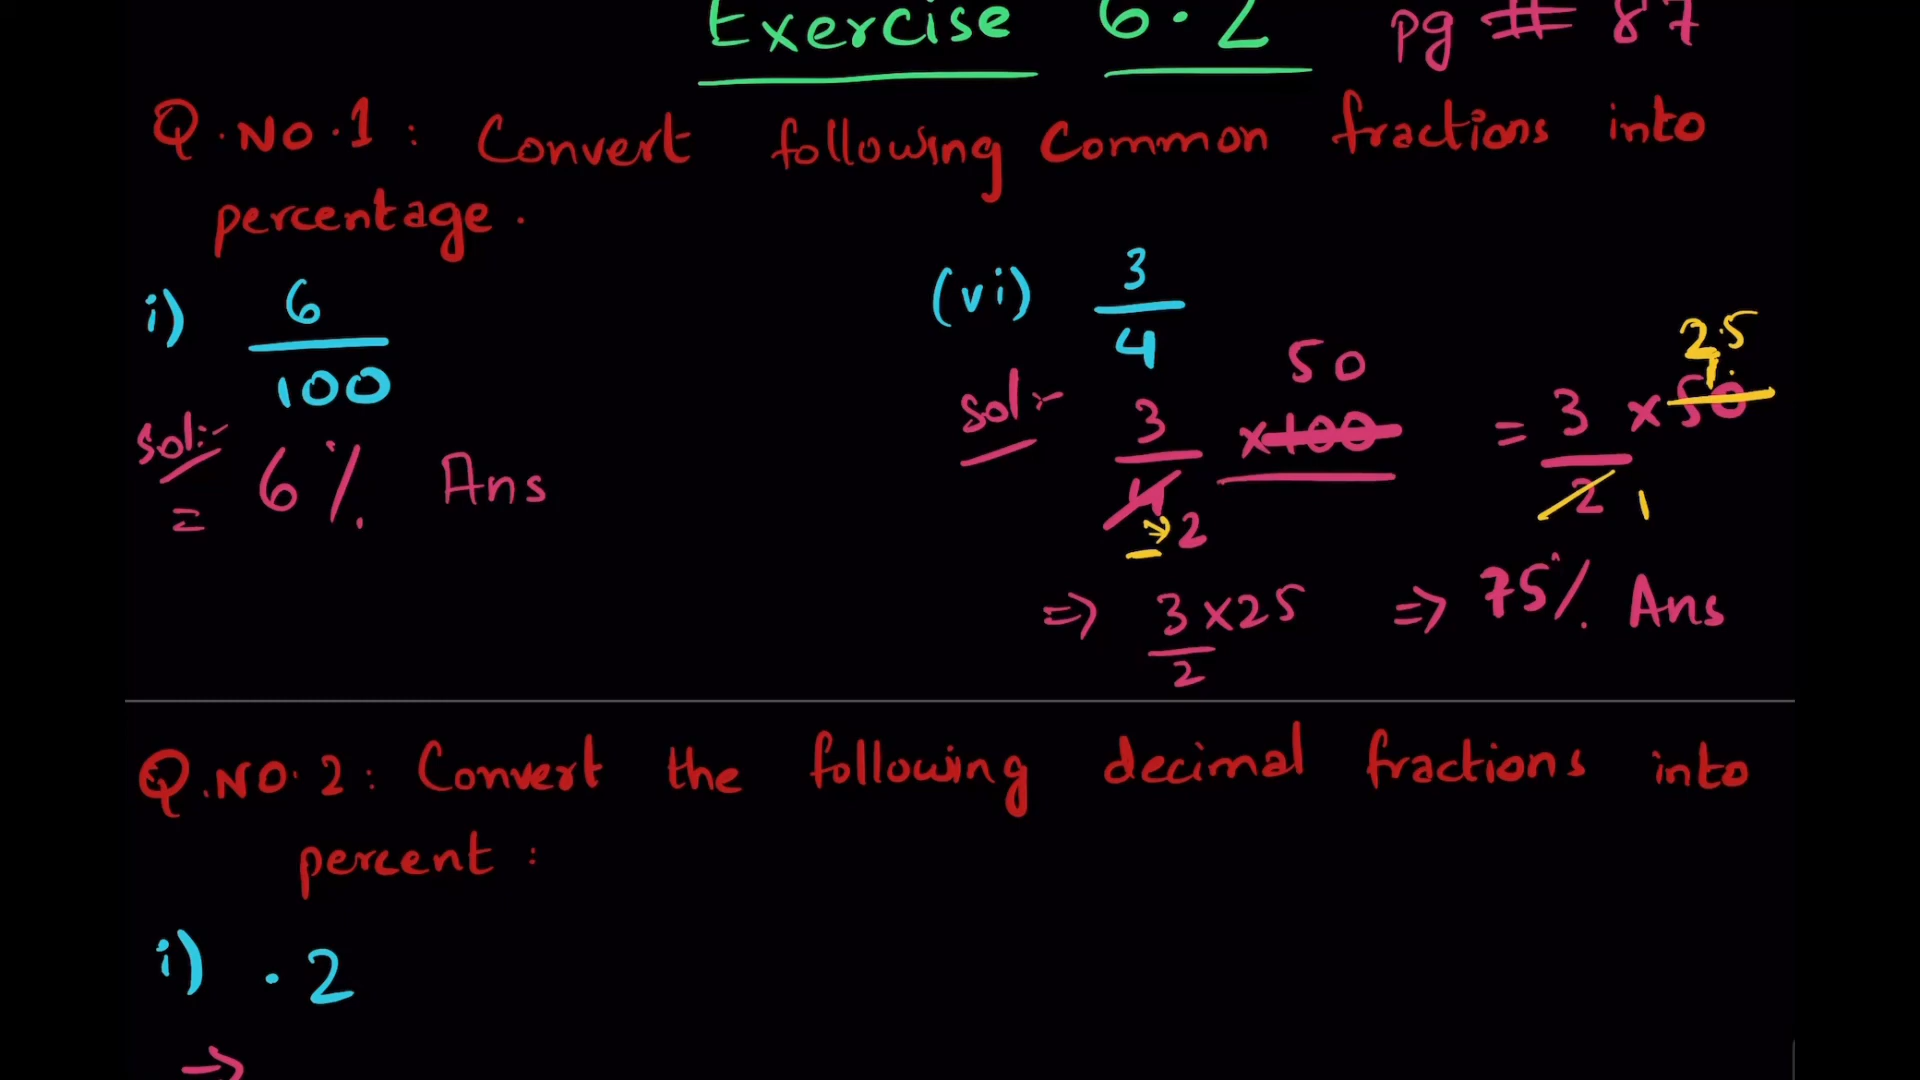 Exercise 6.2 pg # 87
Q.NO.1: Convert following Common fractions into
percentage.
i) 6/100
sol:-
= 6% Ans
(vi) 3/4
sol:- 3/4 ×100 50 2 = 3/2 ×50 25 1
=> 3×25/2 => 75% Ans
Q.NO.2: Convert the following decimal fractions into
percent:
i) .2
=>